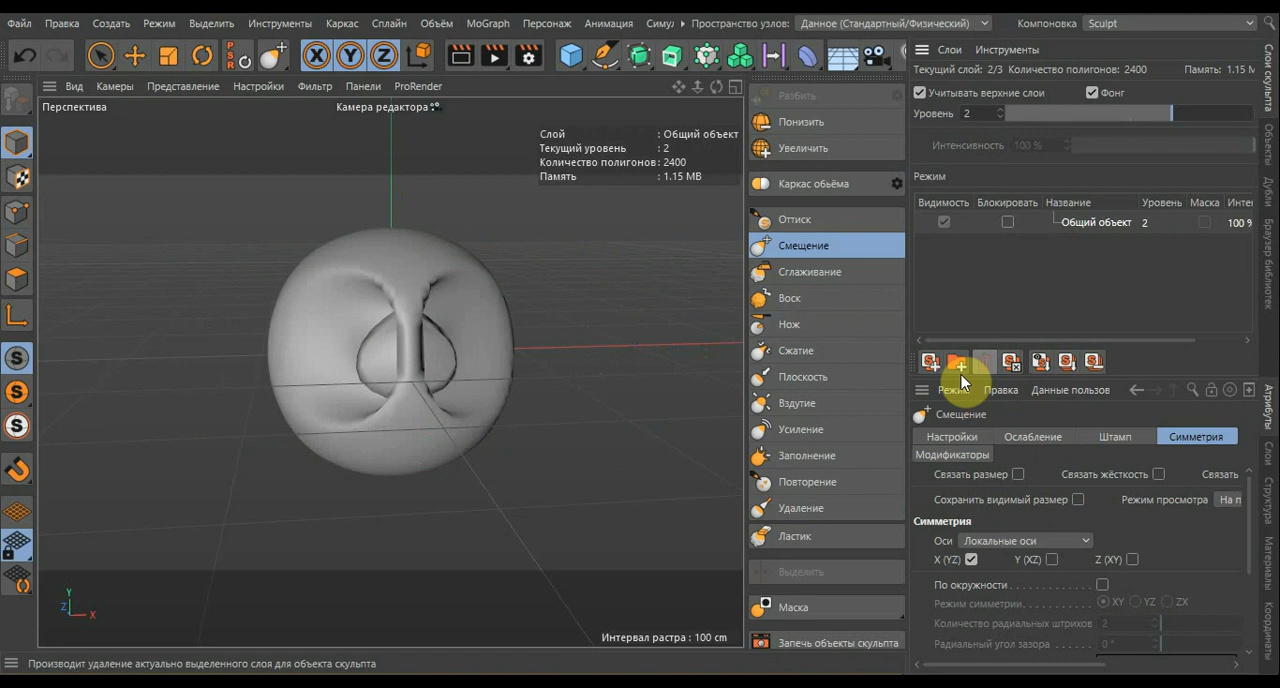 Файл Правка Создать Режим Выделить Инструменты Каркас Сплайн Объём MoGraph Персонаж Анимация Симу Пространство узлов: Данное (Стандартный/Физический) Компоновка Sculpt
Слои Инструменты
Текущий слой: 2/3 Количество полигонов: 2400 Память: 1.15 М
Вид Камеры Представление Настройки Фильтр Панели ProRender
Учитывать верхние слои Фонг
Перспектива Камера редактора
Уровень 2
Слой : Общий объект
Текущий уровень : 2
Количество полигонов : 2400
Память : 1.15 MB
Интенсивность 100 %
Режим
Видимость Блокировать Название Уровень Маска Инте
Общий объект 2 100 %
Разбить
Понизить
Увеличить
Каркас обьёма
Оттиск
Смещение
Сглаживание
Воск
Нож
Сжатие
Плоскость
Вздутие
Усиление
Заполнение
Повторение
Удаление
Ластик
Выделить
Маска
Запечь объекты скульпта
Режим Правка Данные пользов
Смещение
Настройки Ослабление Штамп Симметрия
Модификаторы
Связать размер Связать жёсткость Связать
Сохранить видимый размер Режим просмотра На п
Симметрия
Оси Локальные оси
X (YZ) Y (XZ) Z (XY)
По окружности
Режим симметрии XY YZ ZX
Количество радиальных штрихов 2
Радиальный угол зазора 0 °
Слои скульпта
Объекты
Дубли
Браузер библиотек
Атрибуты
Слои
Структура
Материалы
Координаты
Y
Z X
Интервал растра : 100 cm
Производит удаление актуально выделенного слоя для объекта скульпта